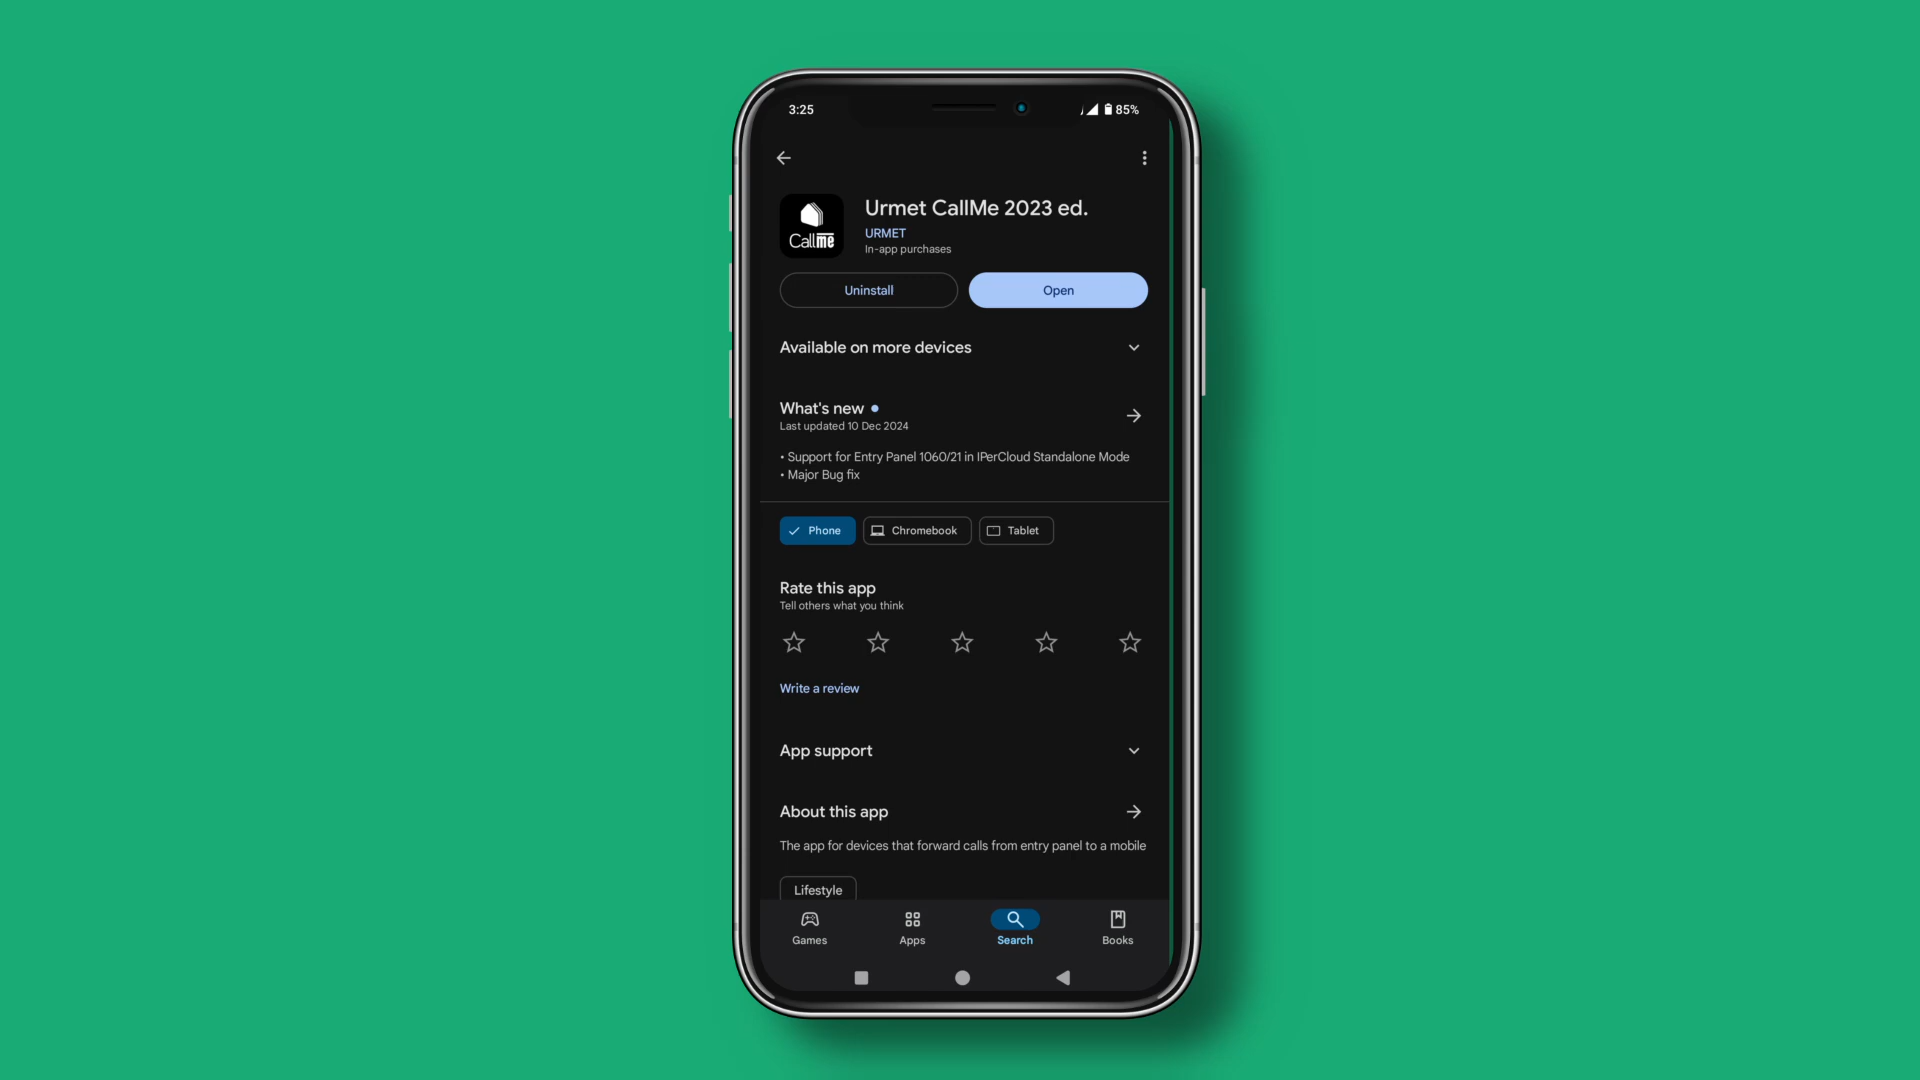 3:25
85%
Callme
Urmet CallMe 2023 ed.
URMET
In-app purchases
Uninstall
Open
Available on more devices
What's new
Last updated 10 Dec 2024
• Support for Entry Panel 1060/21 in IPerCloud Standalone Mode
• Major Bug fix
Phone
Chromebook
Tablet
Rate this app
Tell others what you think
Write a review
App support
About this app
The app for devices that forward calls from entry panel to a mobile
Lifestyle
Games
Apps
Search
Books